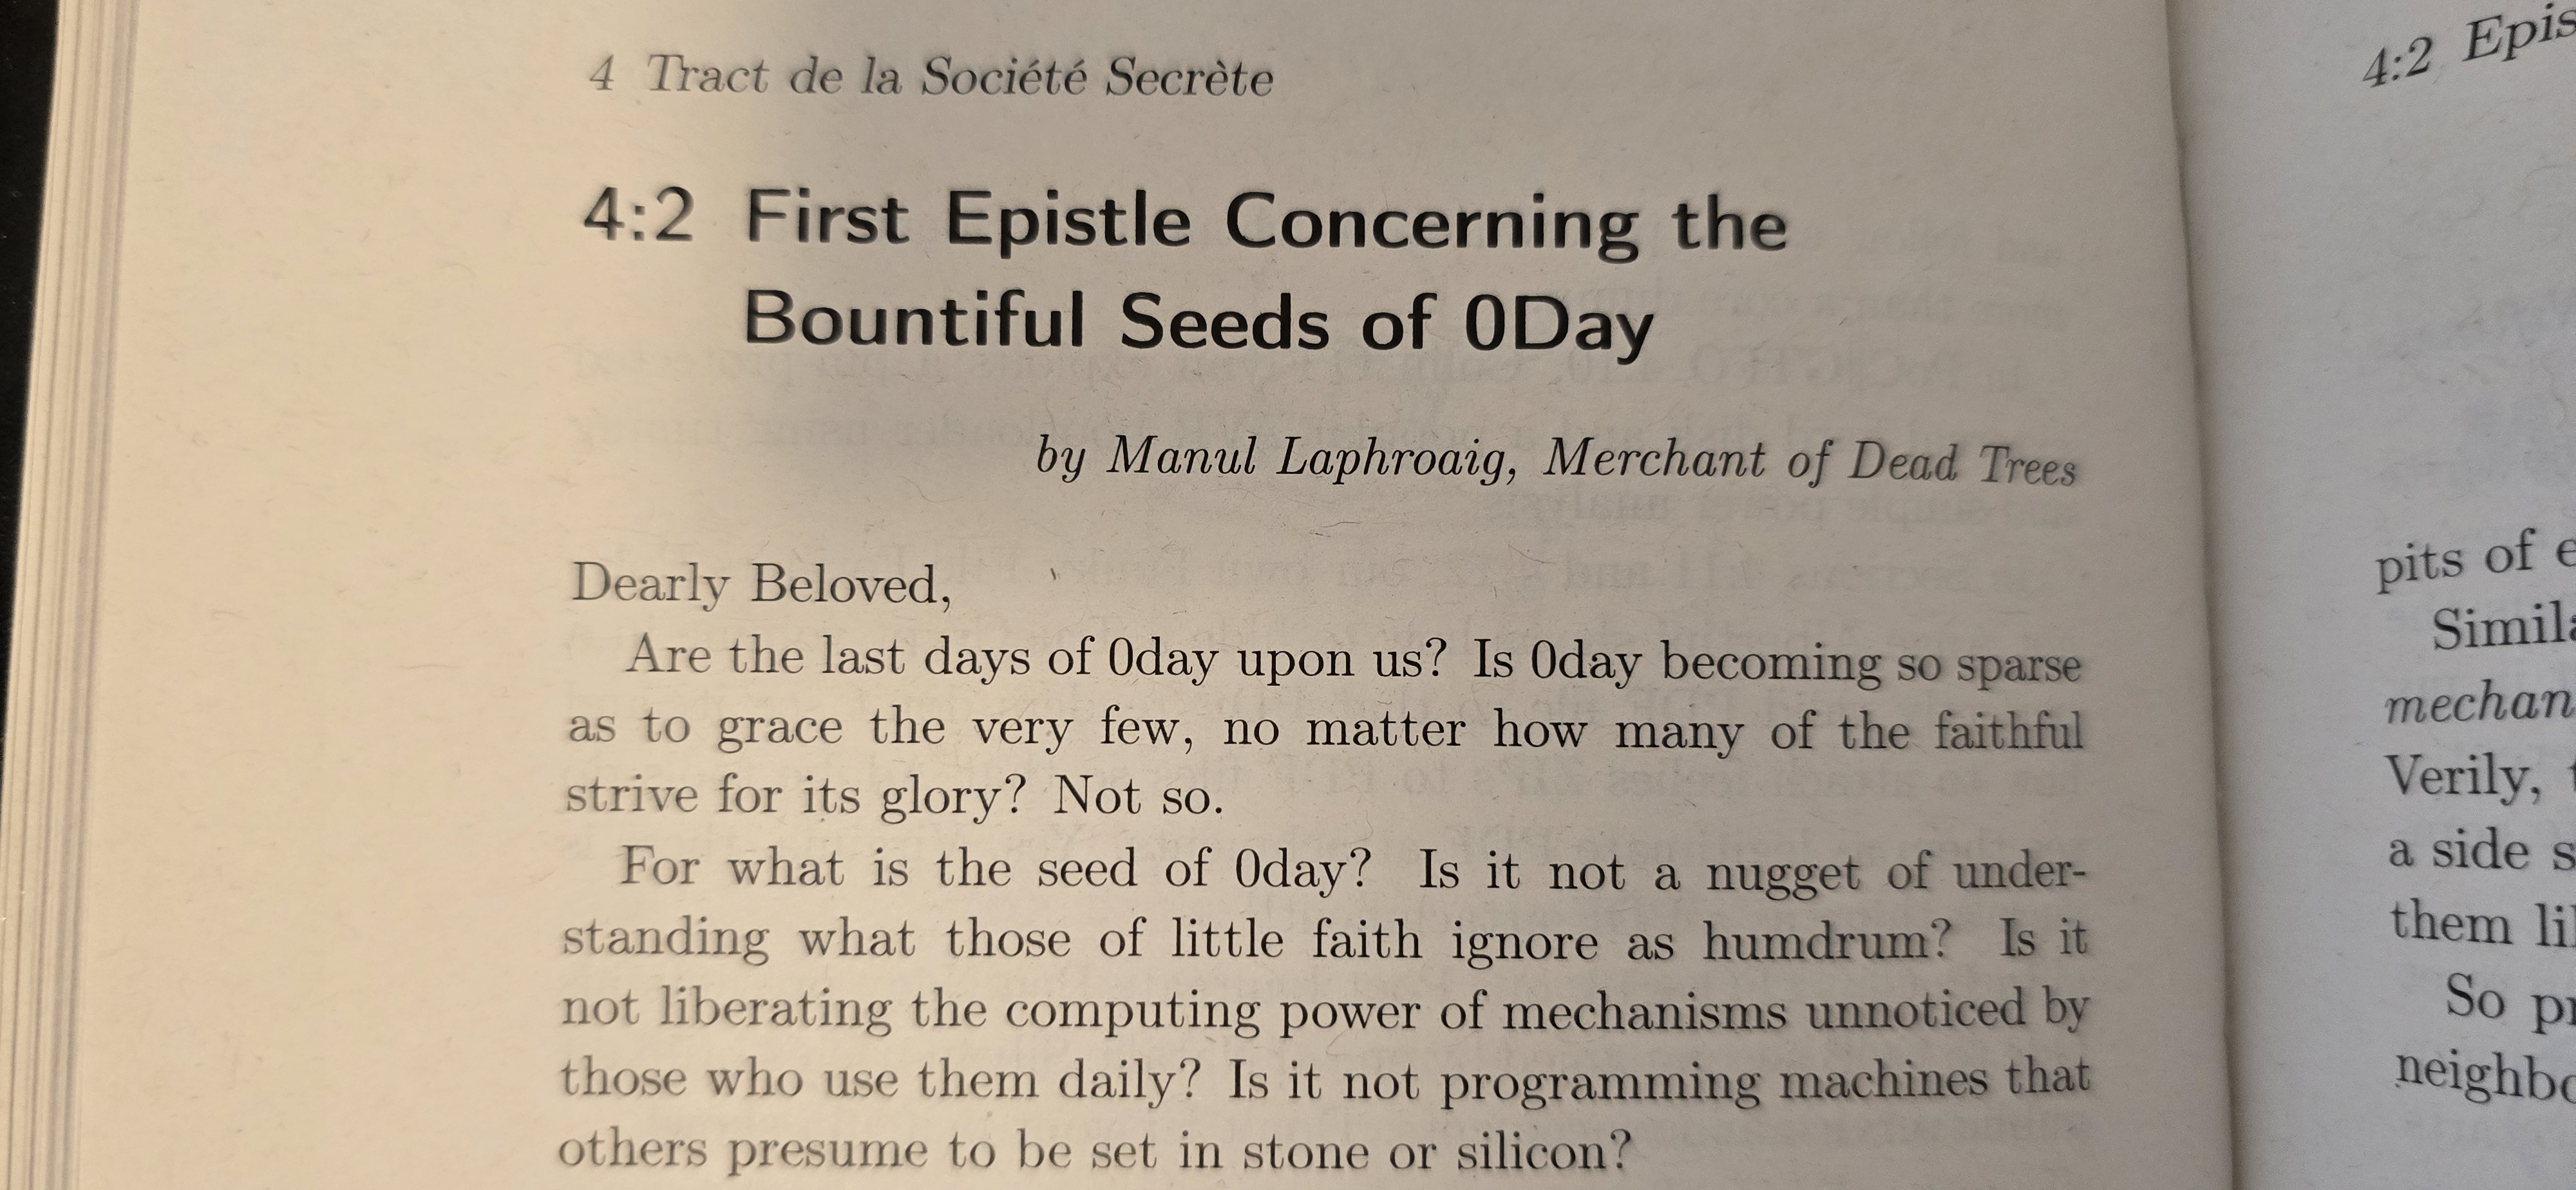 4 Tract de la Société Secrète
4:2 First Epistle Concerning the
Bountiful Seeds of 0Day
by Manul Laphroaig, Merchant of Dead Trees
Dearly Beloved,
Are the last days of 0day upon us? Is 0day becoming so sparse
as to grace the very few, no matter how many of the faithful
strive for its glory? Not so.
For what is the seed of 0day? Is it not a nugget of under-
standing what those of little faith ignore as humdrum? Is it
not liberating the computing power of mechanisms unnoticed by
those who use them daily? Is it not programming machines that
others presume to be set in stone or silicon?
4:2 Epis
pits of e
Simila
mechan
Verily, t
a side s
them li
So pr
neighbo